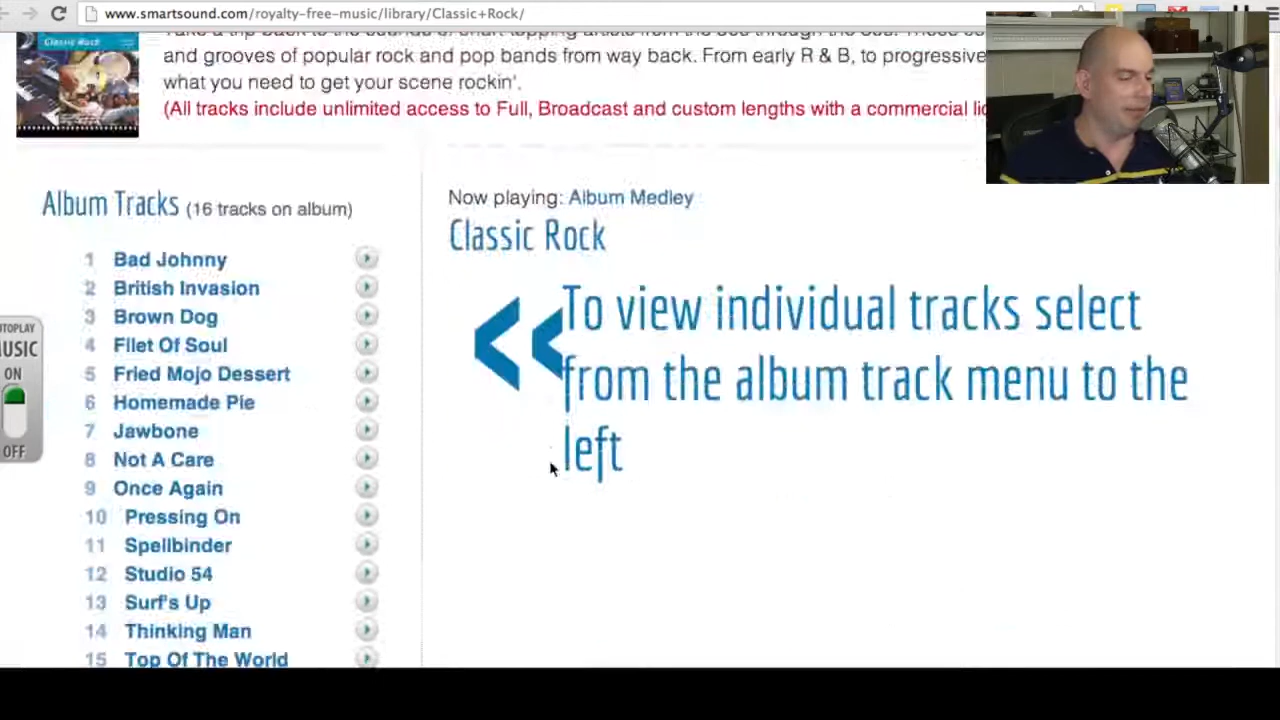 www.smartsound.com/royalty-free-music/library/Classic+Rock/
Classic Rock
and grooves of popular rock and pop bands from way back. From early R & B, to progressive
what you need to get your scene rockin'.
(All tracks include unlimited access to Full, Broadcast and custom lengths with a commercial
Album Tracks (16 tracks on album)
1 Bad Johnny
2 British Invasion
3 Brown Dog
4 Filet Of Soul
5 Fried Mojo Dessert
6 Homemade Pie
7 Jawbone
8 Not A Care
9 Once Again
10 Pressing On
11 Spellbinder
12 Studio 54
13 Surf's Up
14 Thinking Man
15 Top Of The World
UTOPLAY
MUSIC
ON
OFF
Now playing: Album Medley
Classic Rock
To view individual tracks select
from the album track menu to the
left